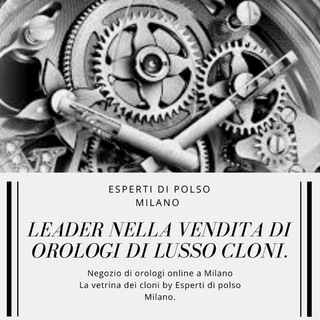 ESPERTI DI POLSO
MILANO
LEADER NELLA VENDITA DI
OROLOGI DI LUSSO CLONI.
Negozio di orologi online a Milano
La vetrina dei cloni by Esperti di polso
Milano.